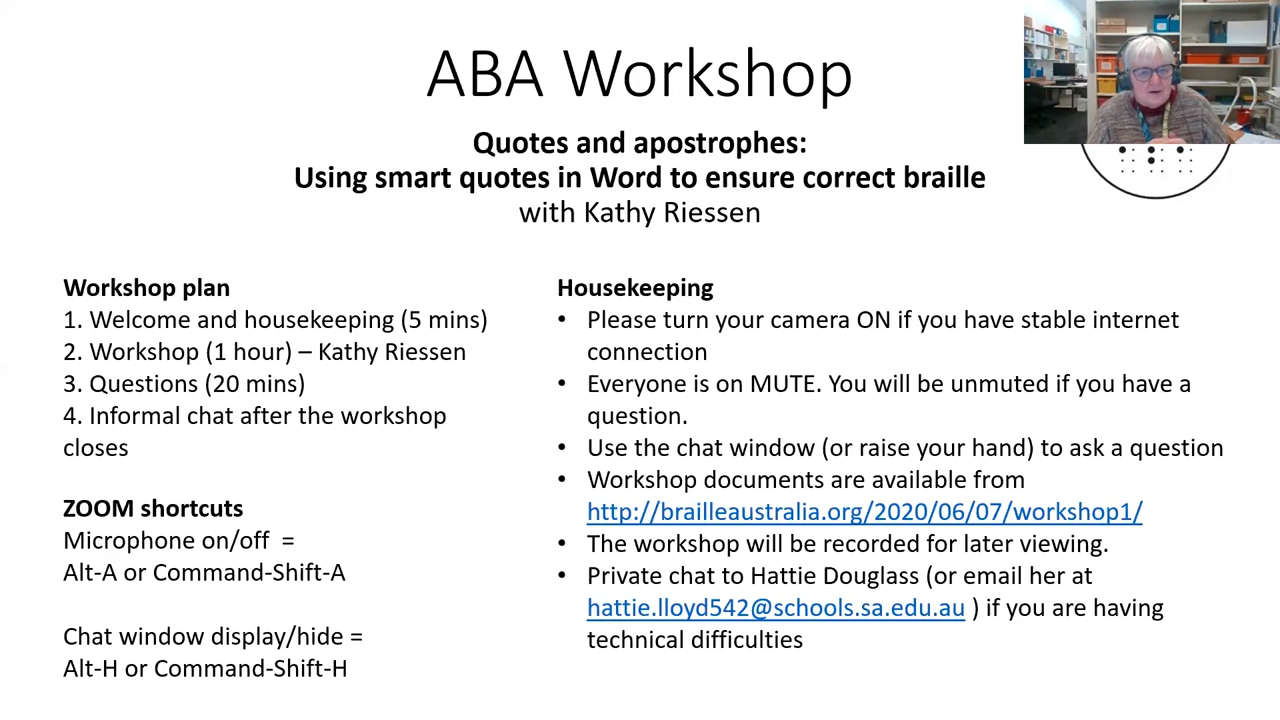 ABA Workshop
Quotes and apostrophes:
Using smart quotes in Word to ensure correct braille
with Kathy Riessen
Workshop plan
1. Welcome and housekeeping (5 mins)
2. Workshop (1 hour) – Kathy Riessen
3. Questions (20 mins)
4. Informal chat after the workshop
closes
ZOOM shortcuts
Microphone on/off =
Alt-A or Command-Shift-A
Chat window display/hide =
Alt-H or Command-Shift-H
Housekeeping
• Please turn your camera ON if you have stable internet
connection
• Everyone is on MUTE. You will be unmuted if you have a
question.
• Use the chat window (or raise your hand) to ask a question
• Workshop documents are available from
http://brailleaustralia.org/2020/06/07/workshop1/
• The workshop will be recorded for later viewing.
• Private chat to Hattie Douglass (or email her at
hattie.lloyd542@schools.sa.edu.au ) if you are having
technical difficulties